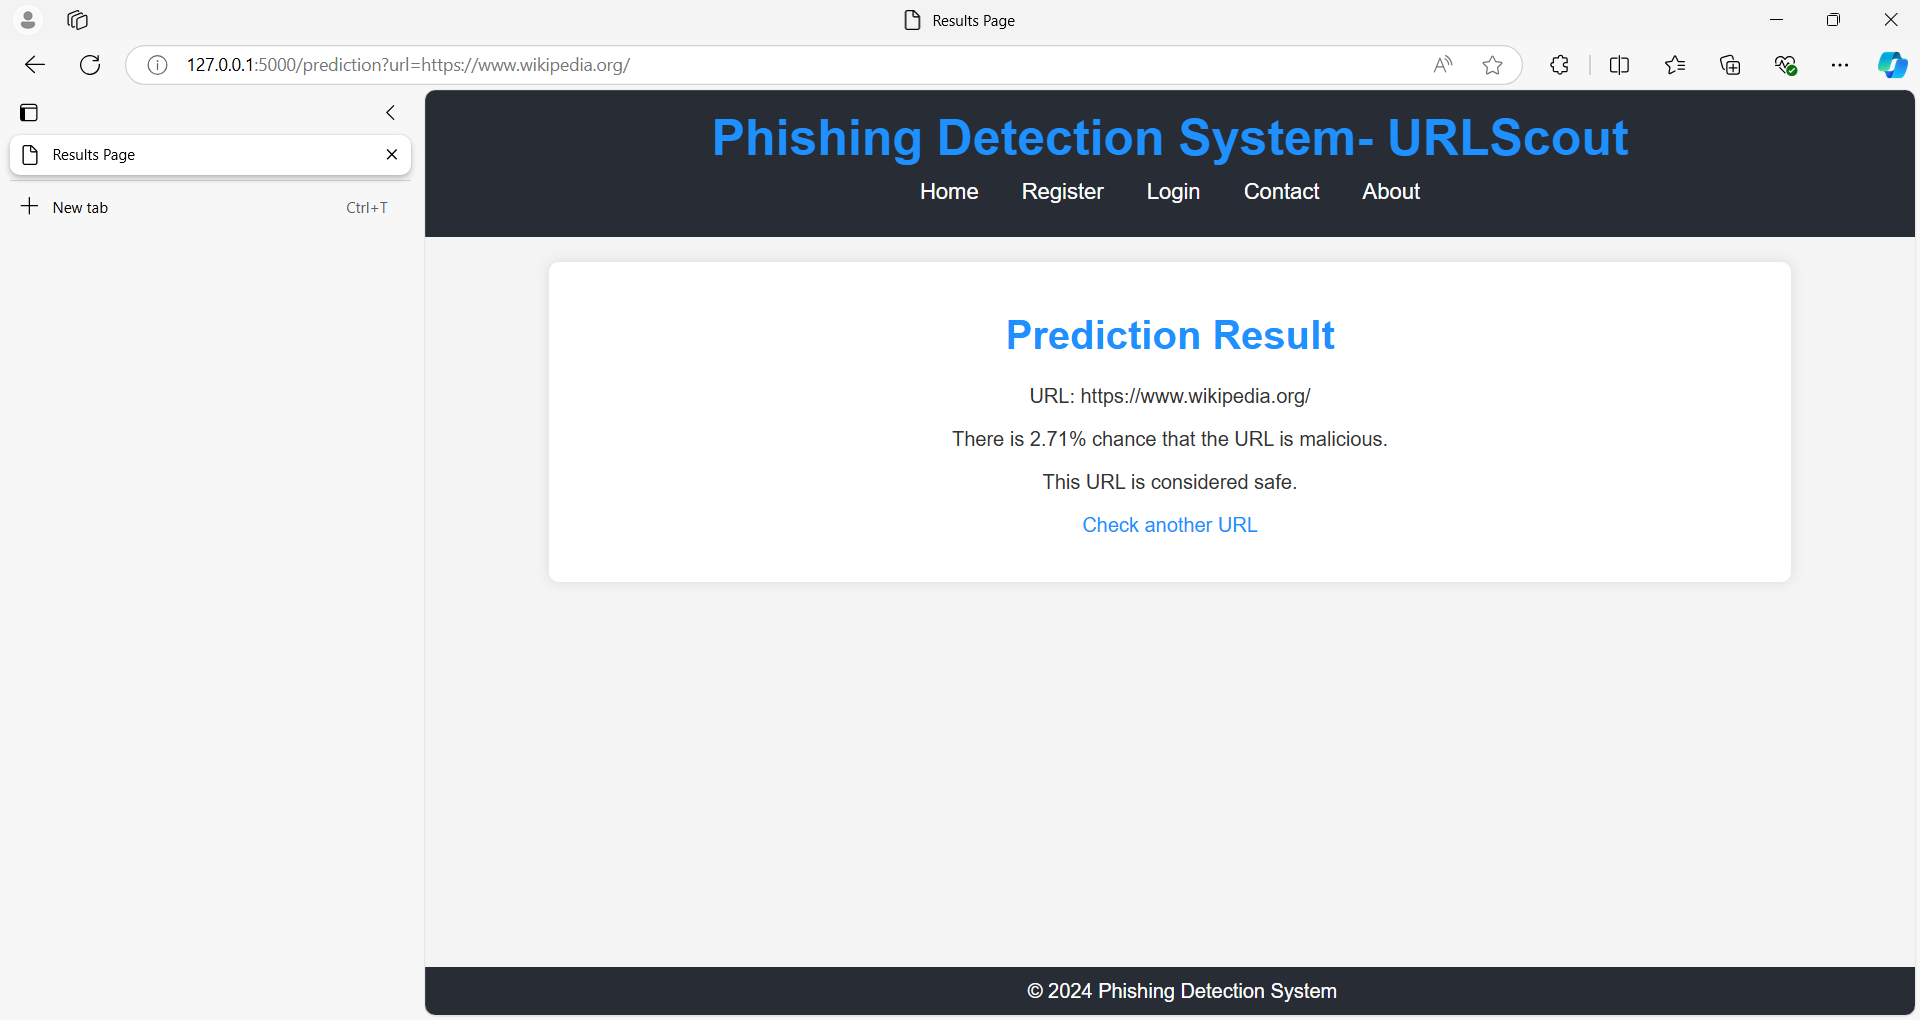 Results Page
127.0.0.1:5000/prediction?url=https://www.wikipedia.org/
Results Page
New tab Ctrl+T
Phishing Detection System- URLScout
Home Register Login Contact About
Prediction Result
URL: https://www.wikipedia.org/
There is 2.71% chance that the URL is malicious.
This URL is considered safe.
Check another URL
© 2024 Phishing Detection System